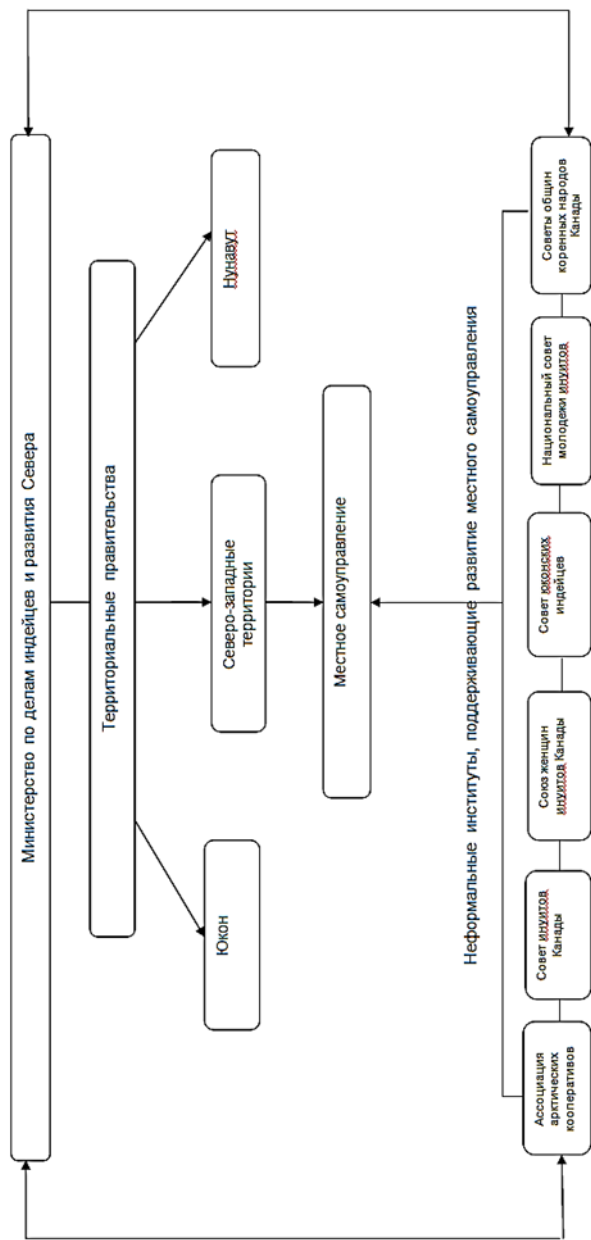 Министерство по делам индейцев и развития Севера
Территориальные правительства
Юкон
Северо-западные
территории
Нунавут
Местное самоуправление
Неформальные институты, поддерживающие развитие местного самоуправления
Ассоциация
арктических
кооперативов
Совет инуитов
Канады
Союз женщин
инуитов Канады
Совет юконских
индейцев
Национальный совет
молодежи инуитов
Советы общин
коренных народов
Канады